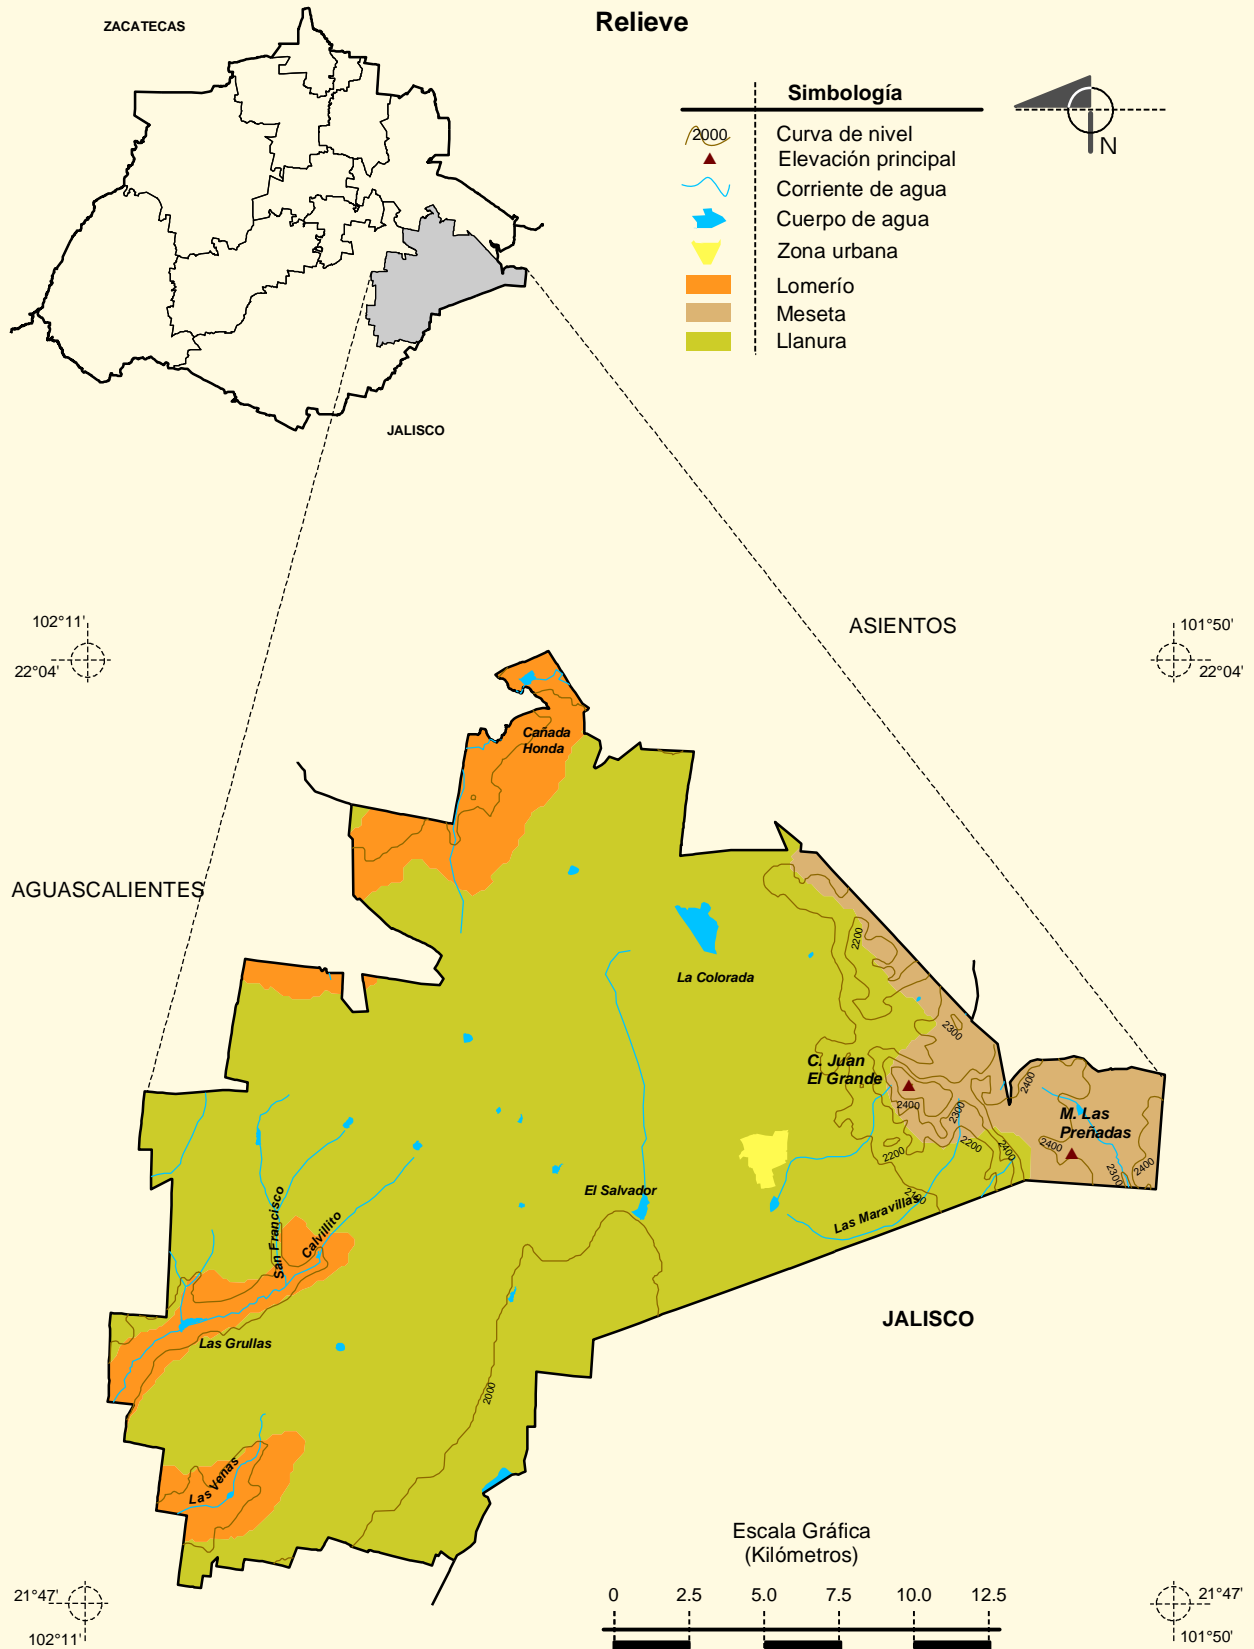 Relieve
ZACATECAS
JALISCO
Simbología
2000
Curva de nivel
Elevación principal
Corriente de agua
Cuerpo de agua
Zona urbana
Lomerío
Meseta
Llanura
N
102°11'
22°04'
ASIENTOS
101°50'
22°04'
Cañada
Honda
AGUASCALIENTES
2200
La Colorada
2300
C. Juan
El Grande
2400
2400
2300
M. Las
Preñadas
2200
2200
2400
2400
2300
2400
El Salvador
2100
Las Maravillas
San Francisco
Calvillito
JALISCO
Las Grullas
2000
Las Venas
Escala Gráfica
(Kilómetros)
0 2.5 5.0 7.5 10.0 12.5
21°47'
102°11'
21°47'
101°50'